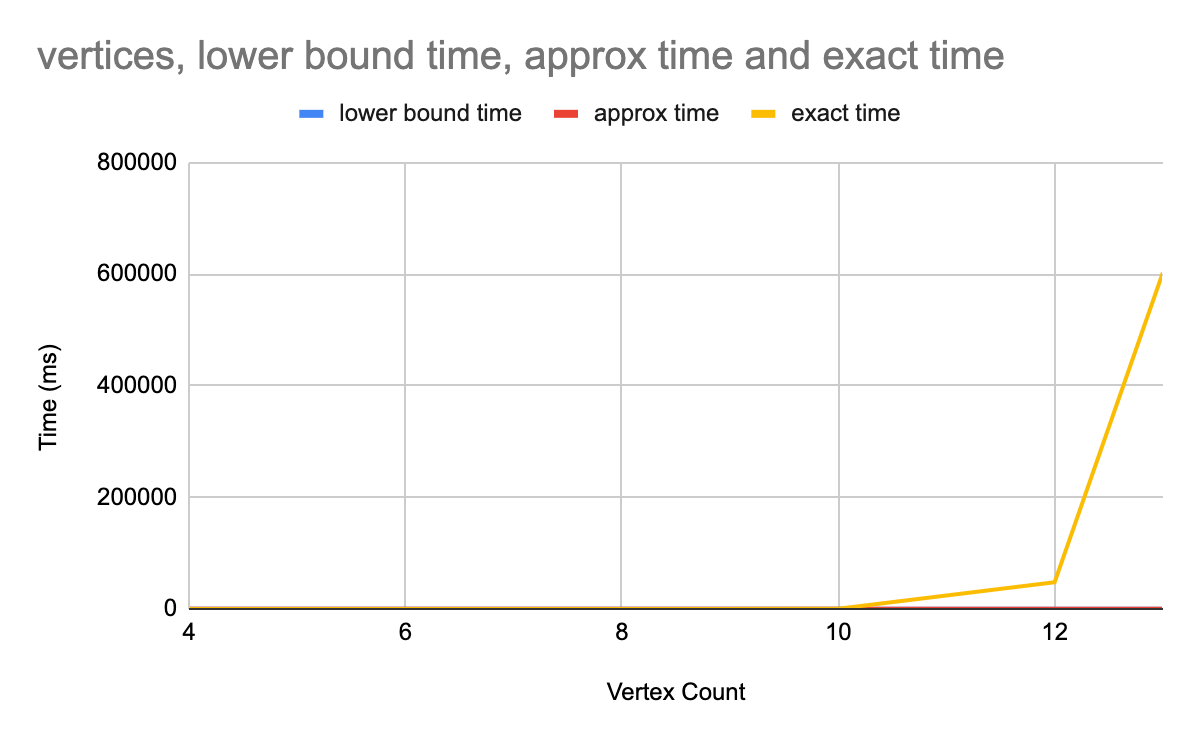 vertices, lower bound time, approx time and exact time
lower bound time approx time exact time
800000
600000
400000
200000
0
Time (ms)
4 6 8 10 12
Vertex Count